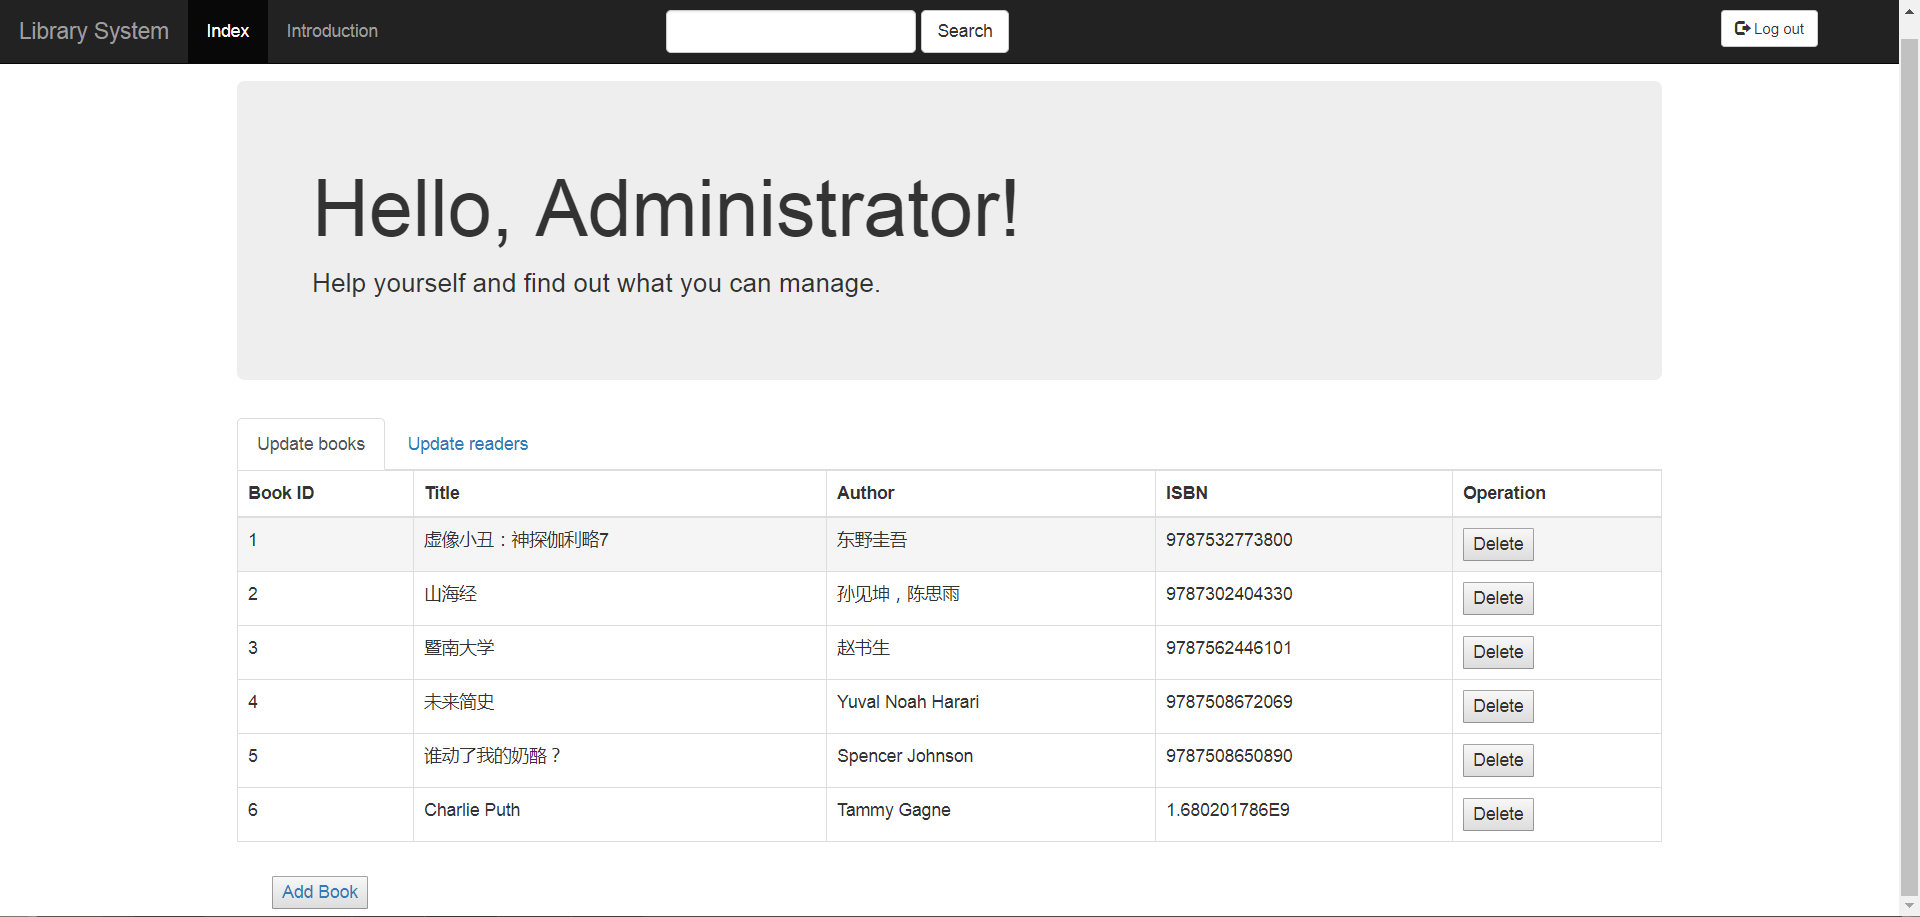 Library System Index Introduction Search Log out
Hello, Administrator!
Help yourself and find out what you can manage.
Update books Update readers
Book ID Title Author ISBN Operation
1 虚像小丑：神探伽利略7 东野圭吾 9787532773800 Delete
2 山海经 孙见坤，陈思雨 9787302404330 Delete
3 暨南大学 赵书生 9787562446101 Delete
4 未来简史 Yuval Noah Harari 9787508672069 Delete
5 谁动了我的奶酪？ Spencer Johnson 9787508650890 Delete
6 Charlie Puth Tammy Gagne 1.680201786E9 Delete
Add Book